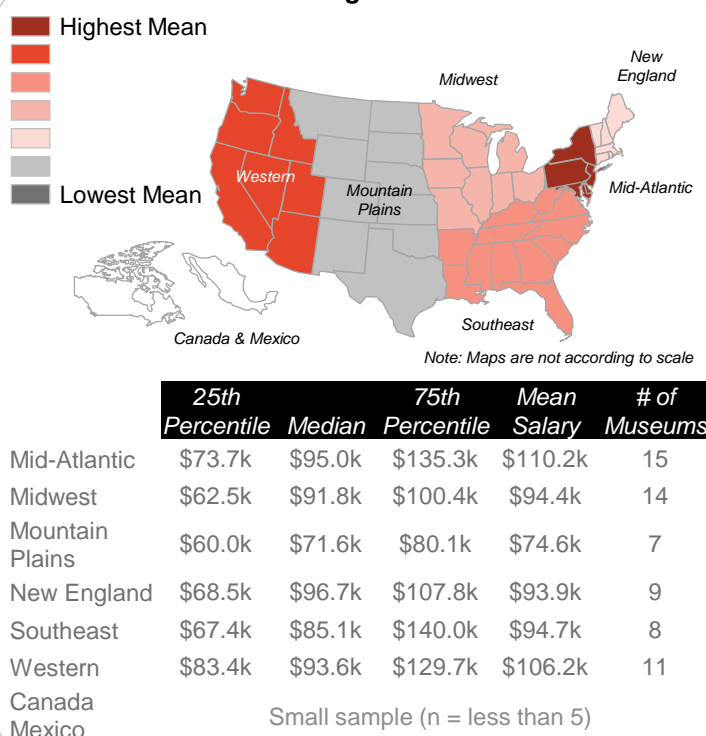 Highest Mean
Lowest Mean
New
England
Midwest
Western
Mountain
Plains
Mid-Atlantic
Southeast
Canada & Mexico
Note: Maps are not according to scale
25th Percentile Median 75th Percentile Mean Salary # of Museums
Mid-Atlantic $73.7k $95.0k $135.3k $110.2k 15
Midwest $62.5k $91.8k $100.4k $94.4k 14
Mountain Plains $60.0k $71.6k $80.1k $74.6k 7
New England $68.5k $96.7k $107.8k $93.9k 9
Southeast $67.4k $85.1k $140.0k $94.7k 8
Western $83.4k $93.6k $129.7k $106.2k 11
Canada Mexico Small sample (n = less than 5)